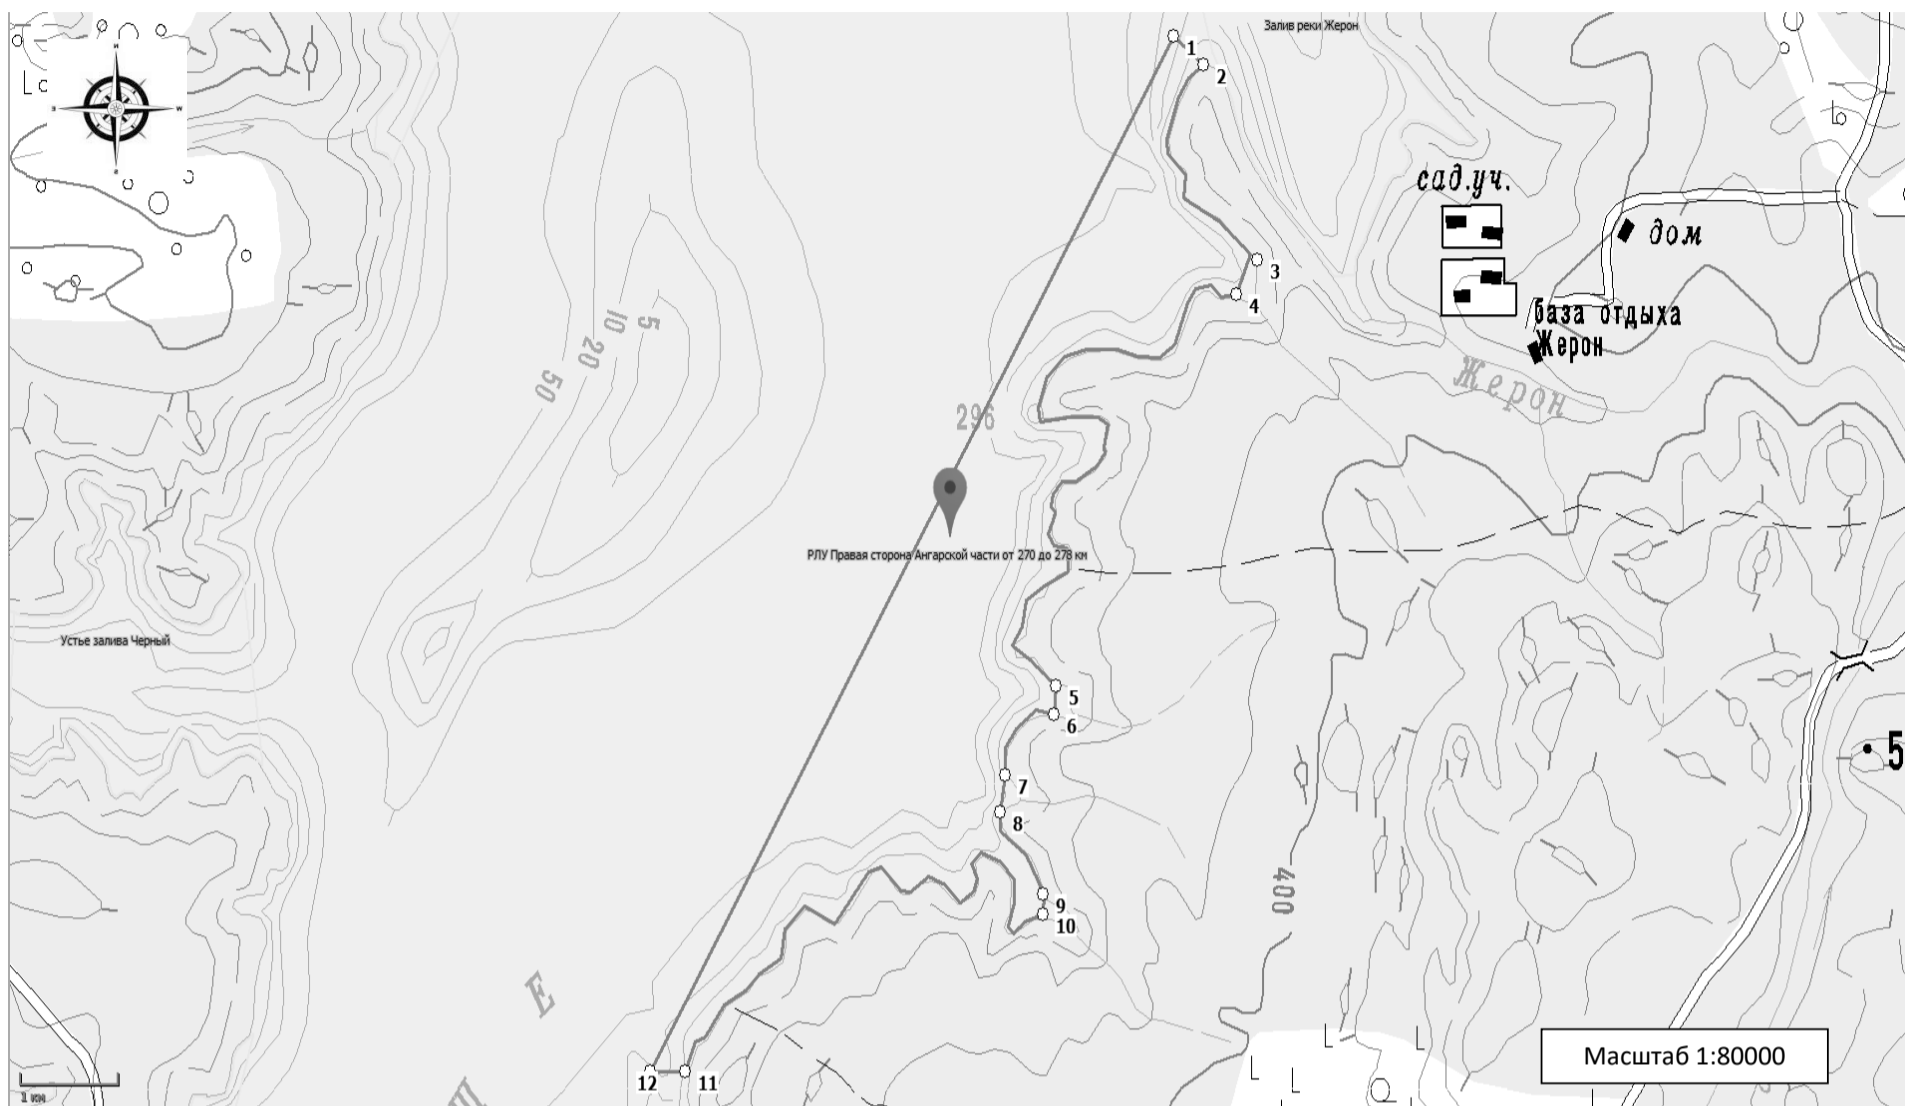 Залив реки Жерон
1
2
сад.уч.
дом
3
4
база отдыха
Жерон
Жерон
5
10
20
50
296
РЛУ Правая сторона Ангарской части от 270 до 278 км
Устье залива Черный
5
6
5
7
8
400
9
10
Е
Масштаб 1:80000
12
11
1 км